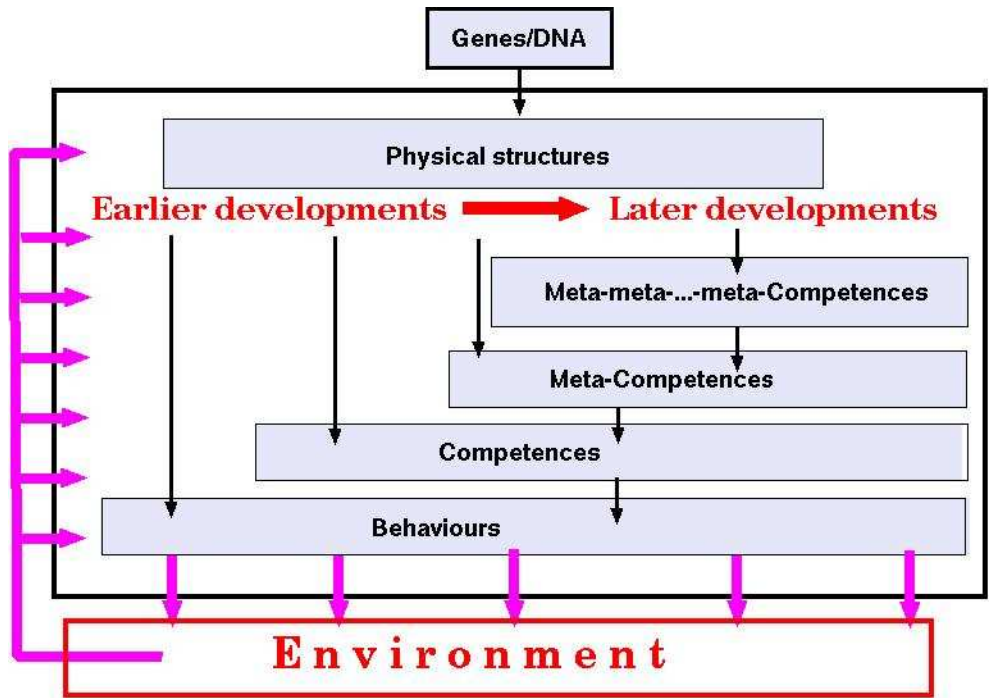 Genes/DNA
Physical structures
Earlier developments Later developments
Meta-meta-...-meta-Competences
Meta-Competences
Competences
Behaviours
Environment